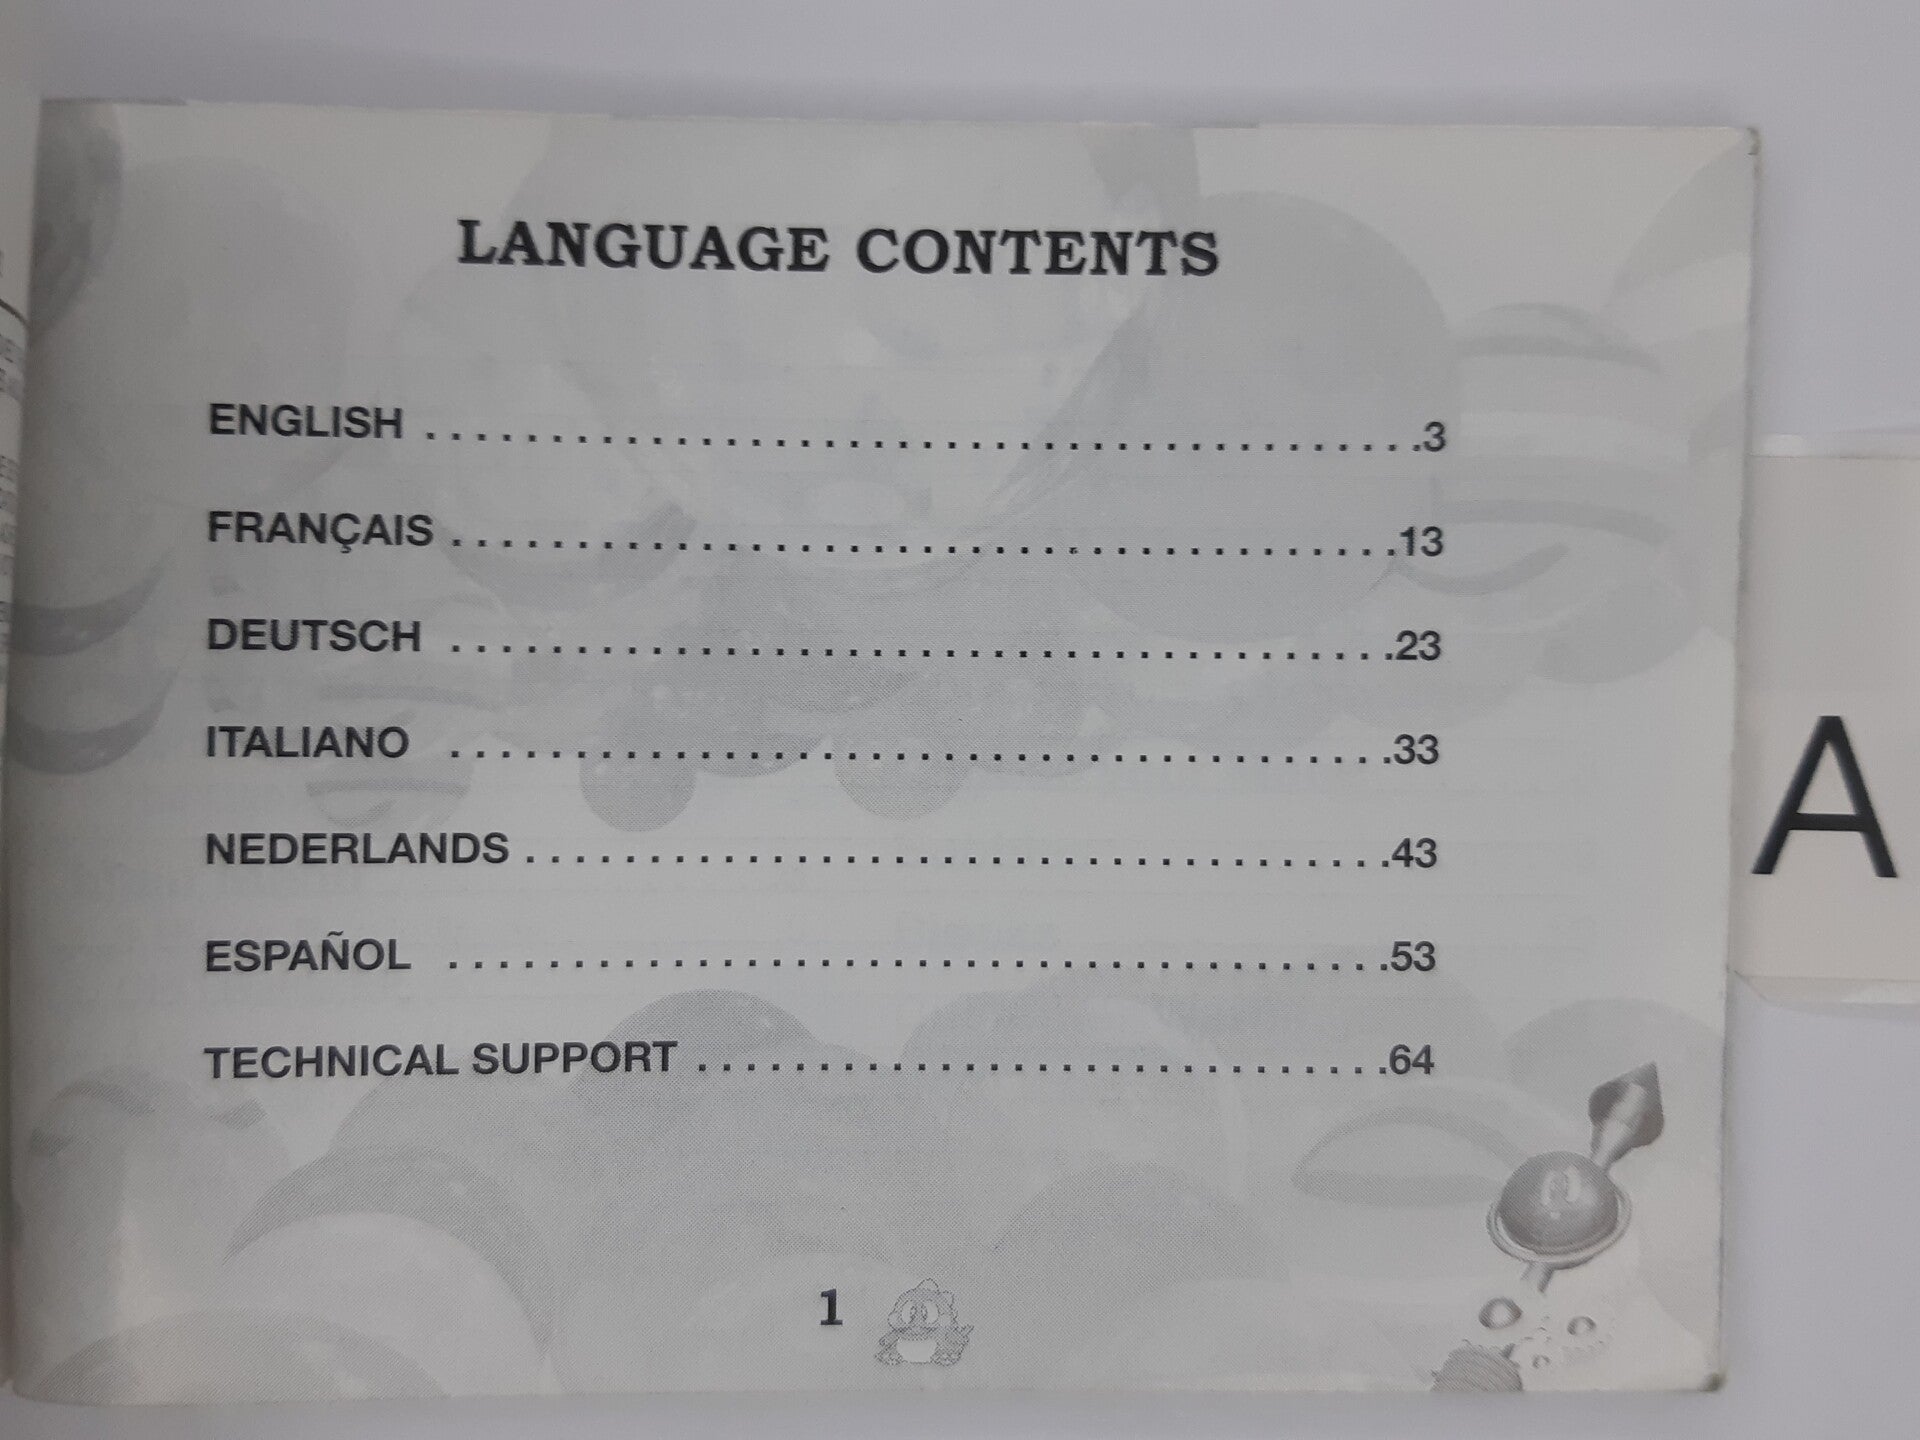 LANGUAGE CONTENTS
ENGLISH ........................................3
FRANÇAIS ......................................13
DEUTSCH ......................................23
ITALIANO ......................................33
NEDERLANDS ...................................43
ESPAÑOL ......................................53
TECHNICAL SUPPORT ............................64
1
A